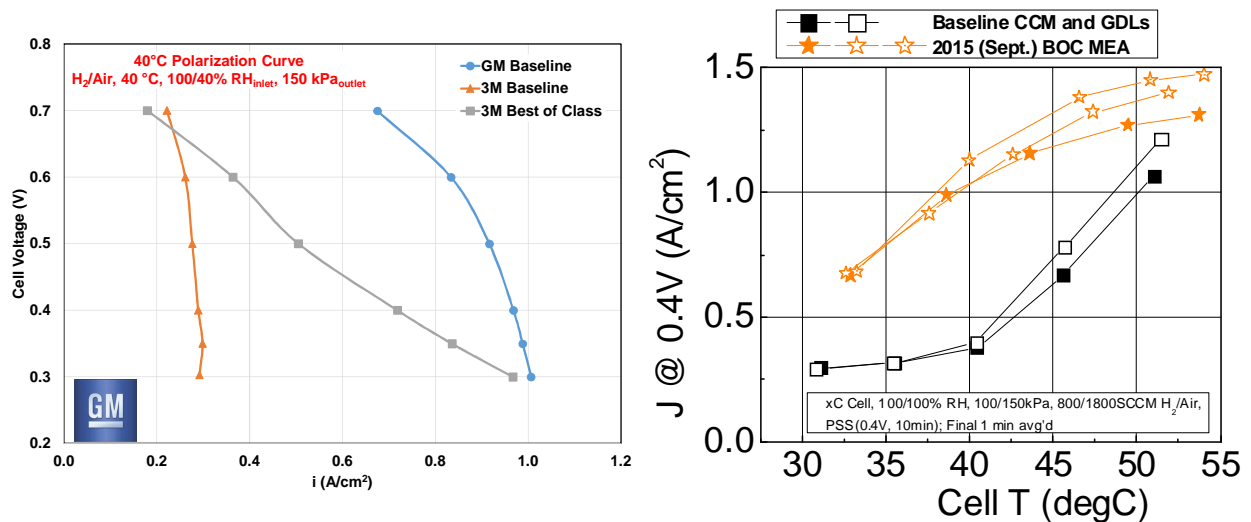 40°C Polarization Curve
H2/Air, 40 °C, 100/40% RHinlet, 150 kPaoutlet
GM Baseline
3M Baseline
3M Best of Class
Cell Voltage (V)
0.8
0.7
0.6
0.5
0.4
0.3
0.2
GM
0.0 0.2 0.4 0.6 0.8 1.0 1.2
i (A/cm²)
Baseline CCM and GDLs
2015 (Sept.) BOC MEA
J @ 0.4V (A/cm²)
1.5
1.0
0.5
0.0
xC Cell, 100/100% RH, 100/150kPa, 800/1800SCCM H2/Air,
PSS(0.4V, 10min); Final 1 min avg'd
30 35 40 45 50 55
Cell T (degC)